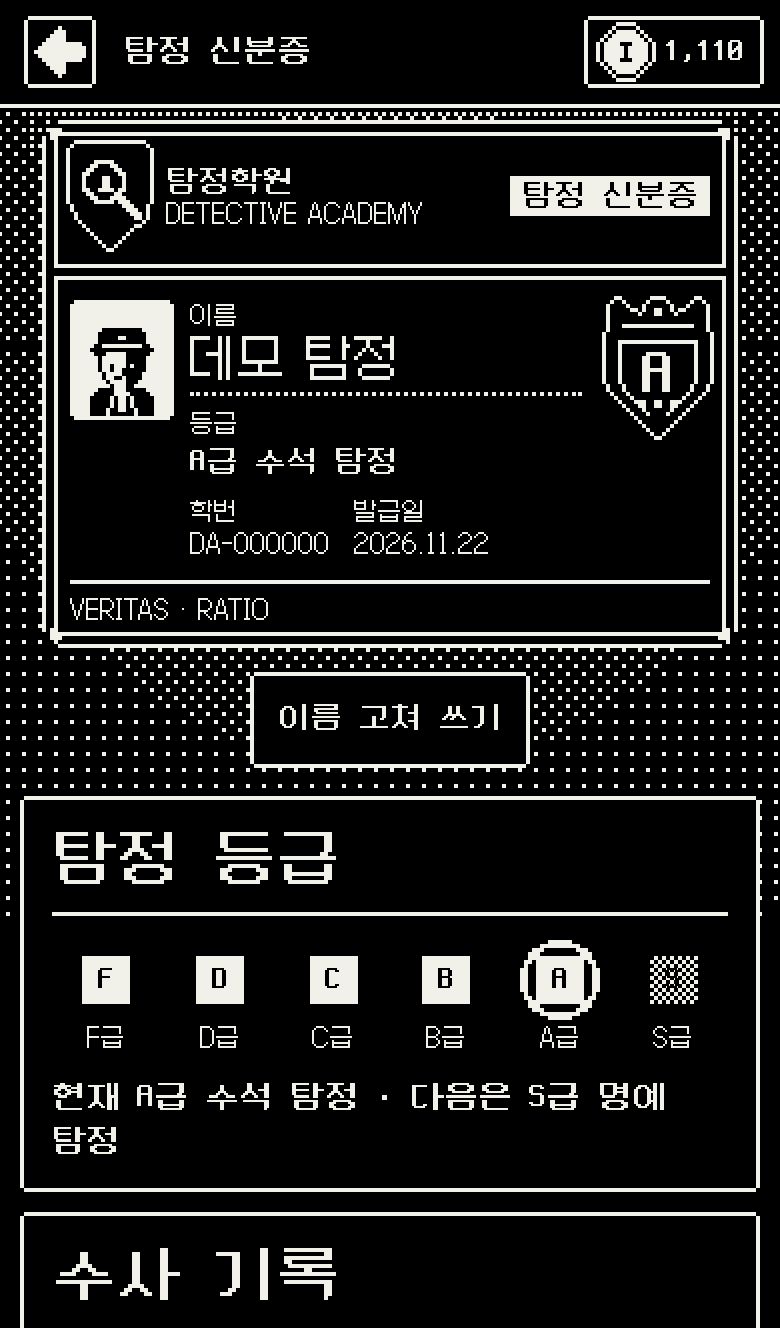 탐정 신분증
I 1,110
탐정학원
DETECTIVE ACADEMY
탐정 신분증
이름
데모 탐정
A
등급
A급 수석 탐정
학번 발급일
DA-000000 2026.11.22
VERITAS · RATIO
이름 고쳐 쓰기
탐정 등급
F D C B A
F급 D급 C급 B급 A급 S급
현재 A급 수석 탐정 · 다음은 S급 명예
탐정
수사 기록